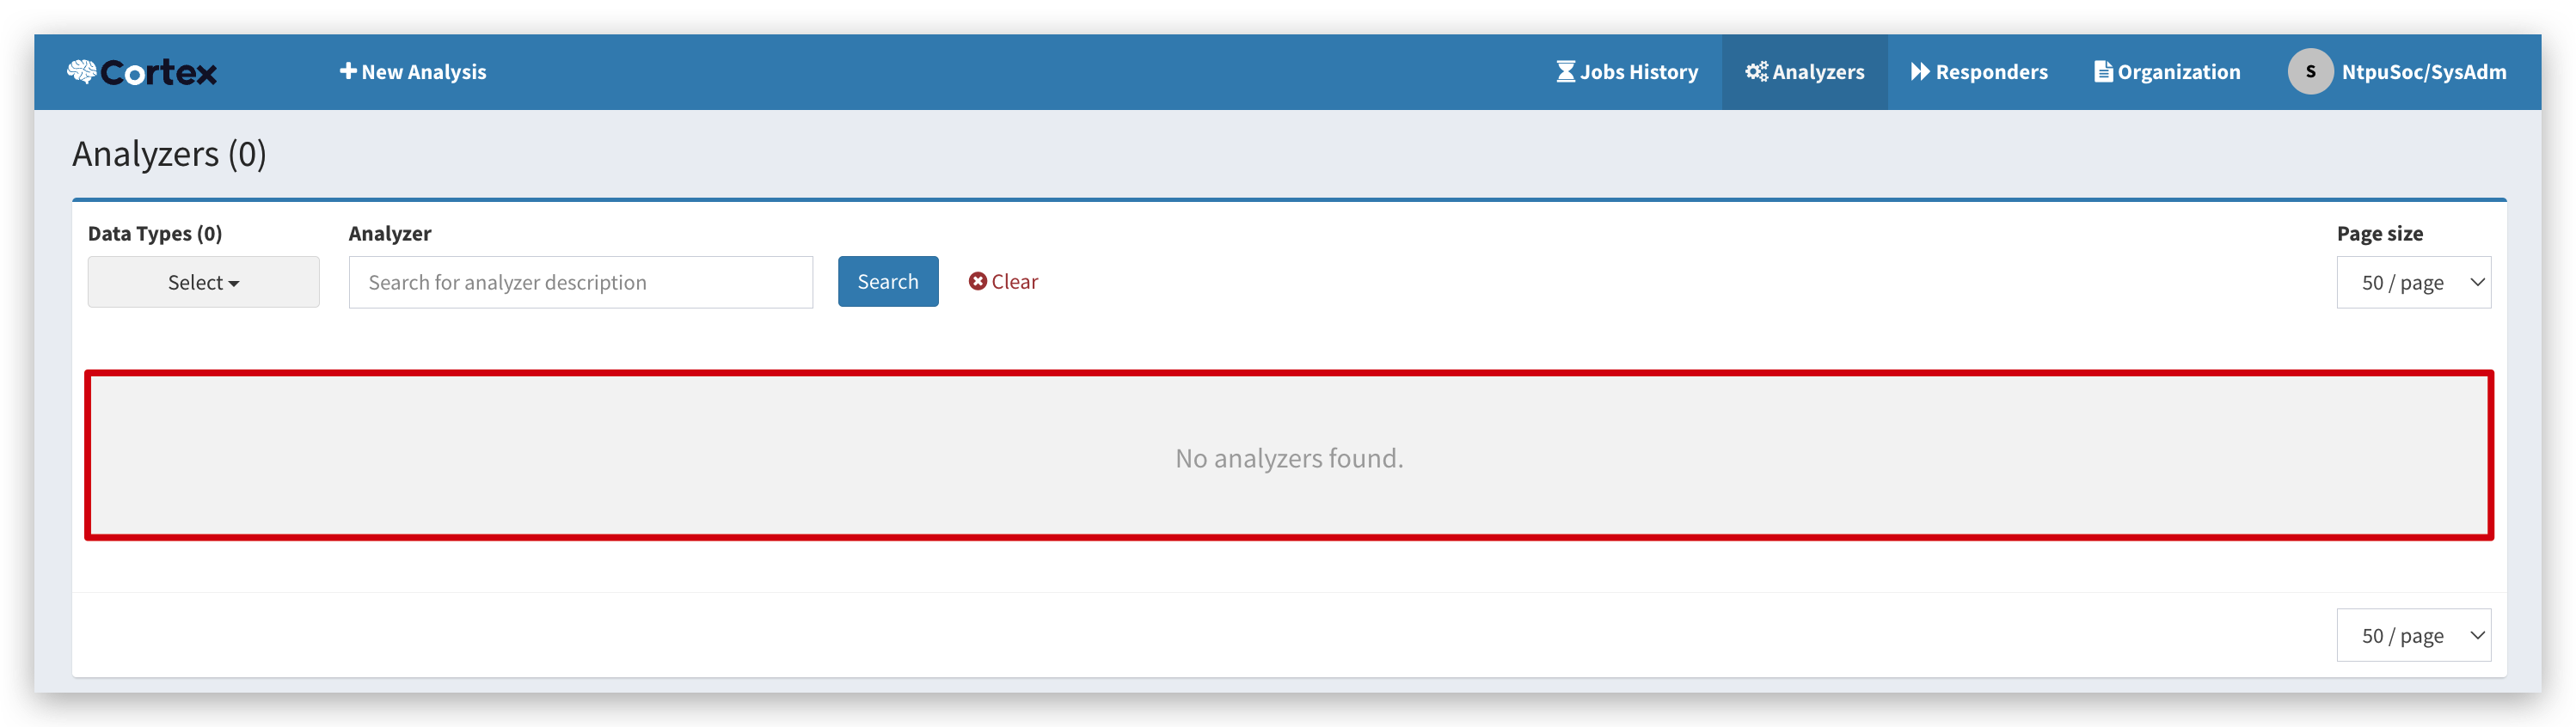 Cortex
New Analysis
Jobs History
Analyzers
Responders
Organization
S
NtpuSoc/SysAdm
Analyzers (0)
Data Types (0)
Analyzer
Page size
Select
Search for analyzer description
Search
Clear
50 / page
No analyzers found.
50 / page